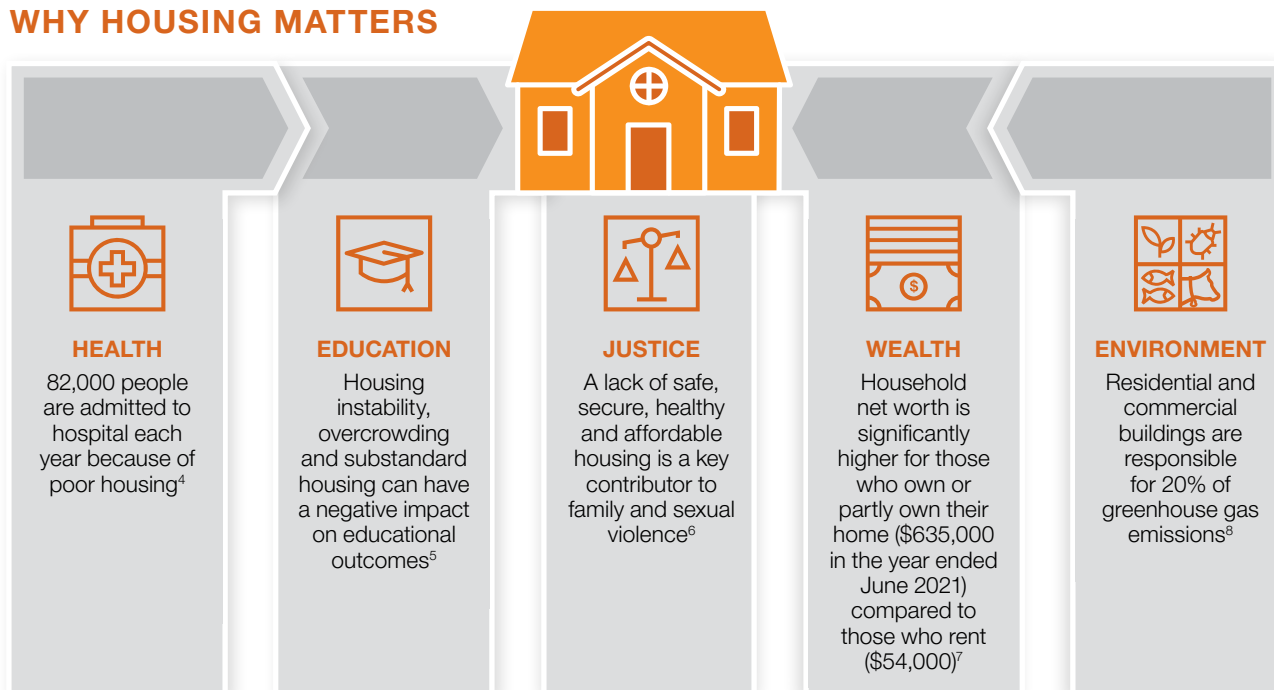 WHY HOUSING MATTERS
HEALTH
82,000 people
are admitted to
hospital each
year because of
poor housing⁴
EDUCATION
Housing
instability,
overcrowding
and substandard
housing can have
a negative impact
on educational
outcomes⁵
JUSTICE
A lack of safe,
secure, healthy
and affordable
housing is a key
contributor to
family and sexual
violence⁶
WEALTH
Household
net worth is
significantly
higher for those
who own or
partly own their
home ($635,000
in the year ended
June 2021)
compared to
those who rent
($54,000)⁷
ENVIRONMENT
Residential and
commercial
buildings are
responsible
for 20% of
greenhouse gas
emissions⁸